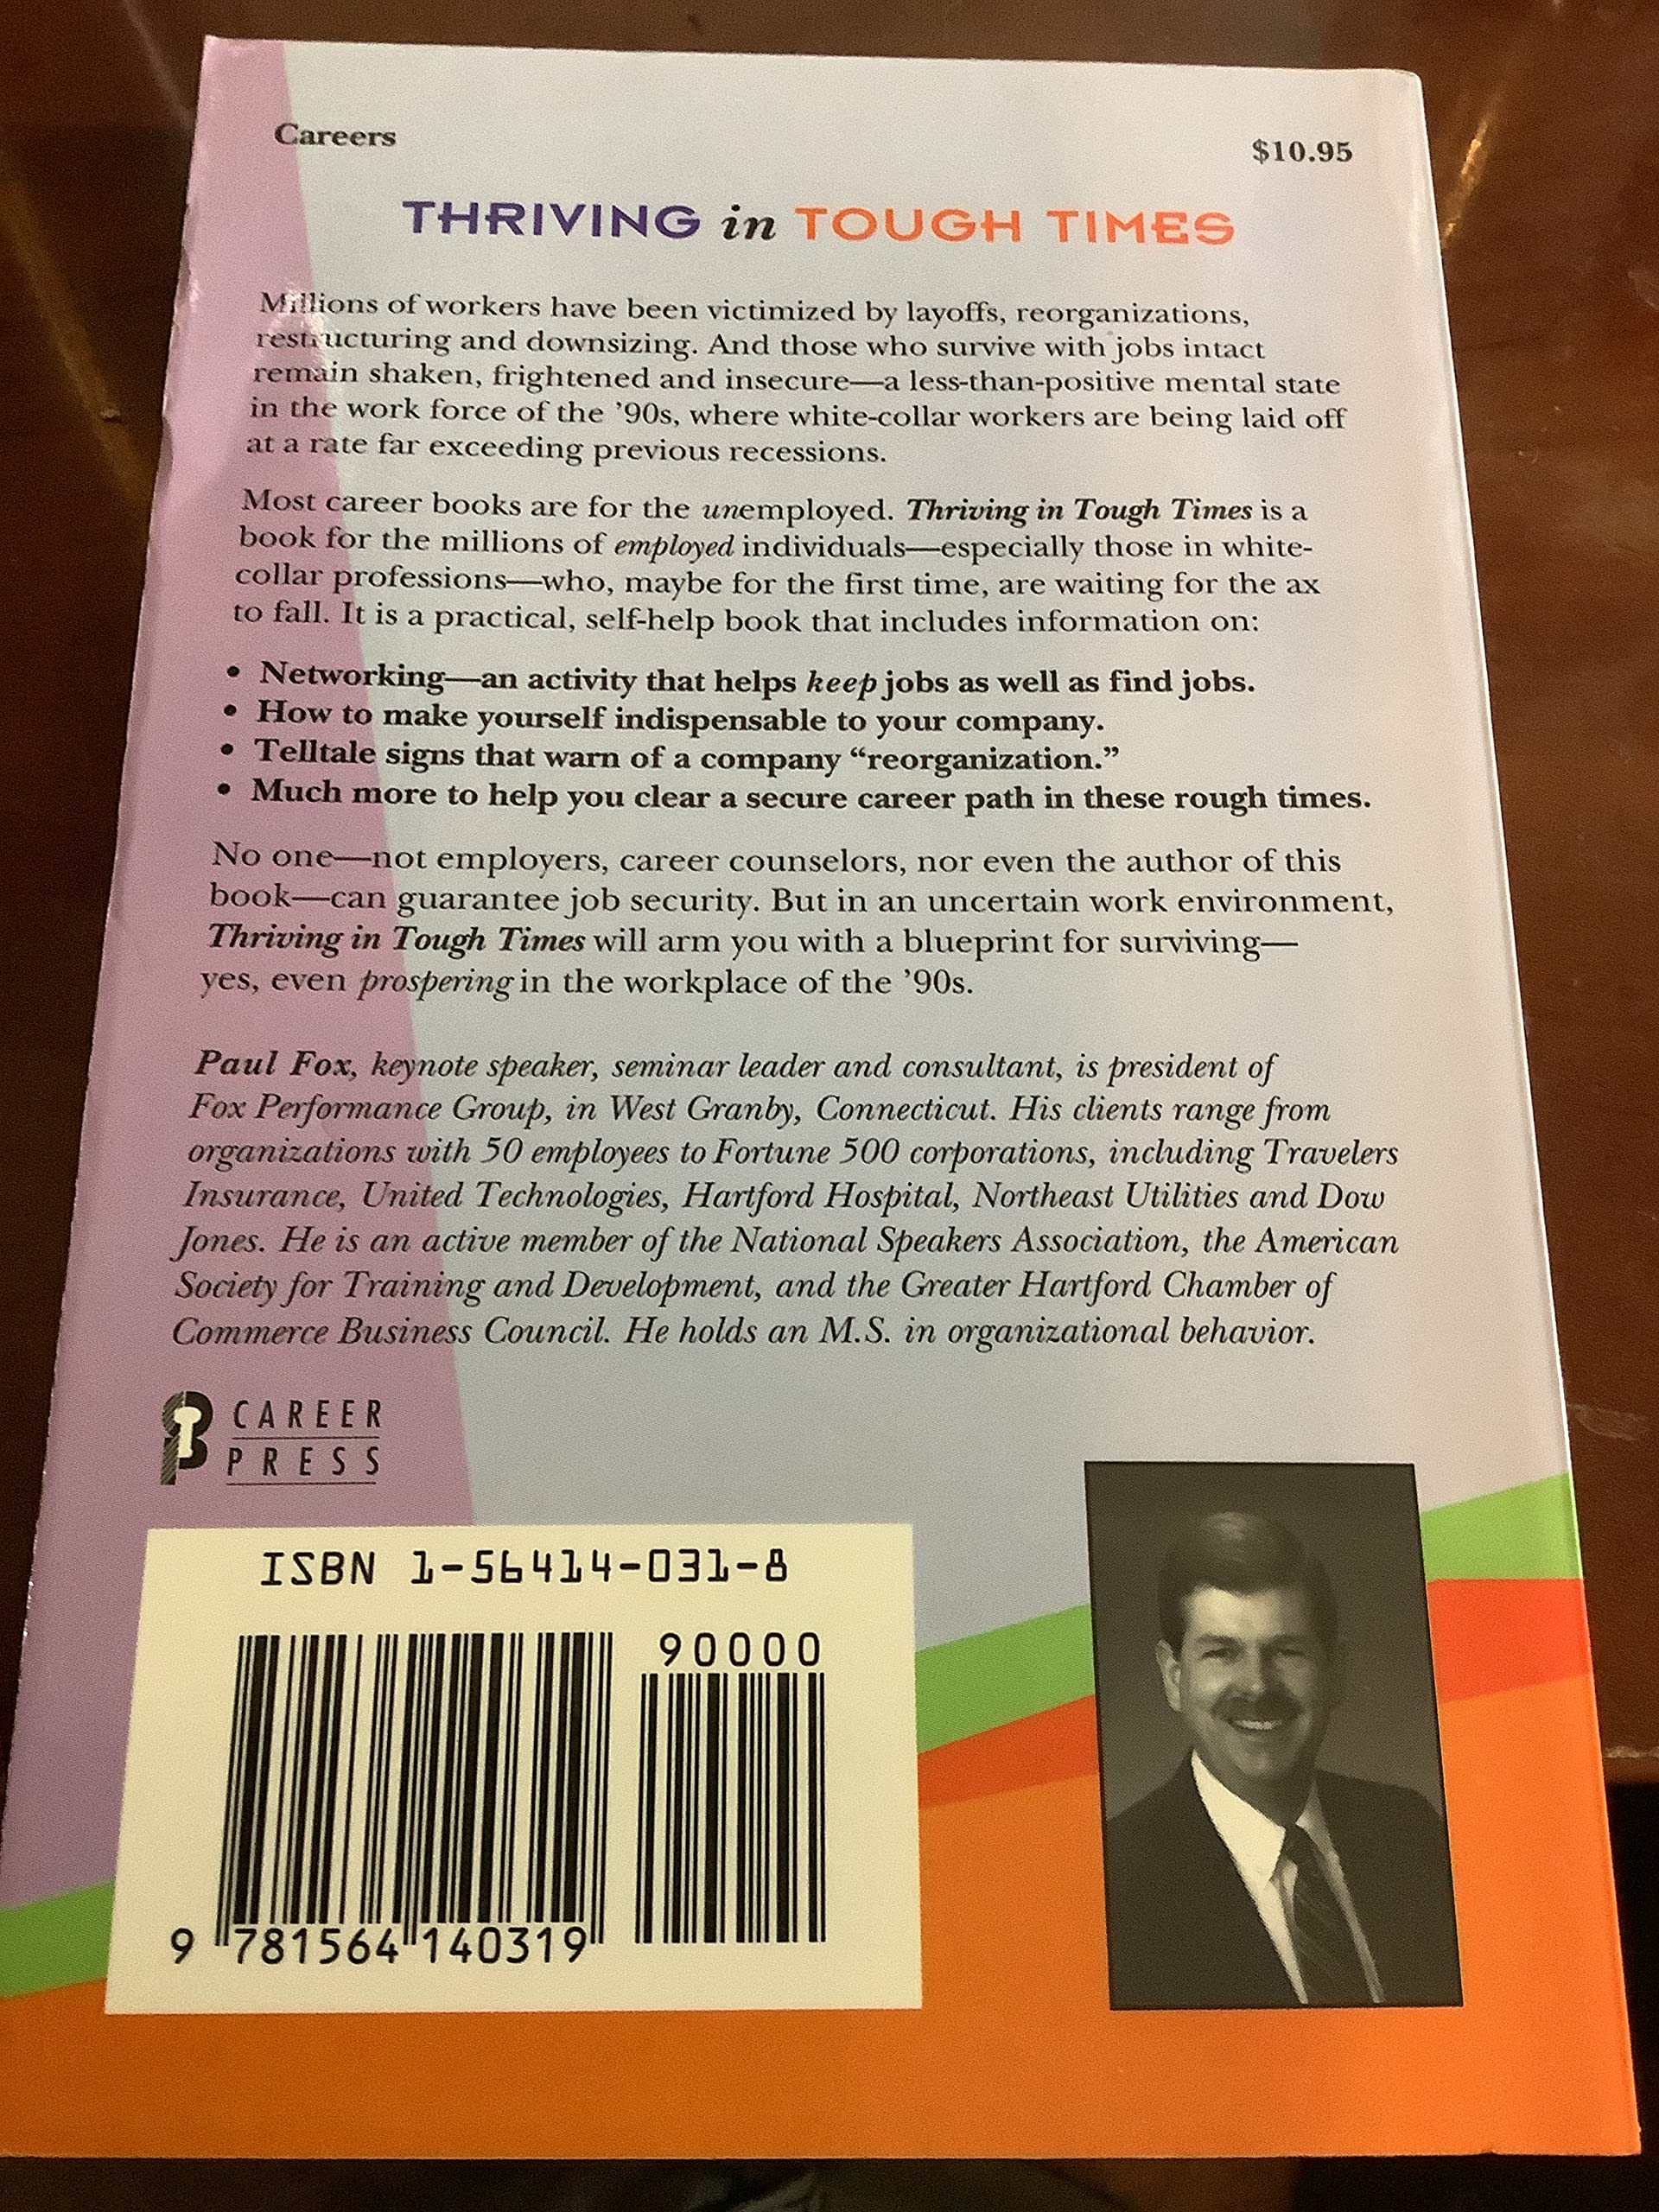 Careers
$10.95
THRIVING in TOUGH TIMES
Millions of workers have been victimized by layoffs, reorganizations,
restructuring and downsizing. And those who survive with jobs intact
remain shaken, frightened and insecure—a less-than-positive mental state
in the work force of the ’90s, where white-collar workers are being laid off
at a rate far exceeding previous recessions.
Most career books are for the unemployed. Thriving in Tough Times is a
book for the millions of employed individuals—especially those in white-
collar professions—who, maybe for the first time, are waiting for the ax
to fall. It is a practical, self-help book that includes information on:
• Networking—an activity that helps keep jobs as well as find jobs.
• How to make yourself indispensable to your company.
• Telltale signs that warn of a company “reorganization.”
• Much more to help you clear a secure career path in these rough times.
No one—not employers, career counselors, nor even the author of this
book—can guarantee job security. But in an uncertain work environment,
Thriving in Tough Times will arm you with a blueprint for surviving—
yes, even prospering in the workplace of the ’90s.
Paul Fox, keynote speaker, seminar leader and consultant, is president of
Fox Performance Group, in West Granby, Connecticut. His clients range from
organizations with 50 employees to Fortune 500 corporations, including Travelers
Insurance, United Technologies, Hartford Hospital, Northeast Utilities and Dow
Jones. He is an active member of the National Speakers Association, the American
Society for Training and Development, and the Greater Hartford Chamber of
Commerce Business Council. He holds an M.S. in organizational behavior.
CAREER
PRESS
ISBN 1-56414-031-8
90000
9 781564 140319